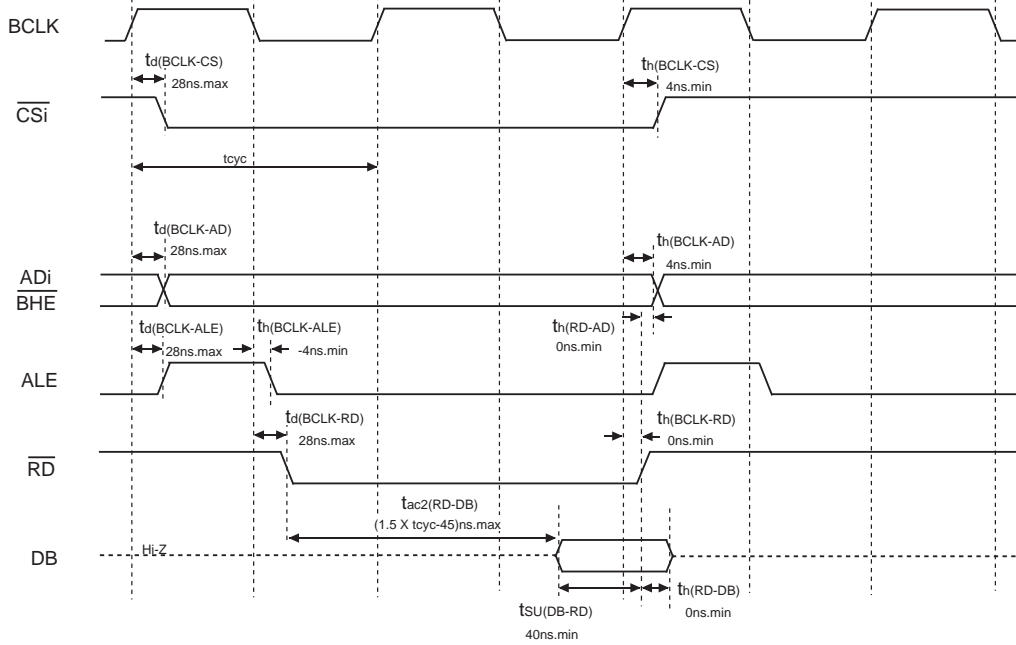 BCLK
td(BCLK-CS)
28ns.max
th(BCLK-CS)
4ns.min
CSi
tcyc
td(BCLK-AD)
28ns.max
th(BCLK-AD)
4ns.min
ADi
BHE
td(BCLK-ALE)
28ns.max
th(BCLK-ALE)
-4ns.min
th(RD-AD)
0ns.min
ALE
td(BCLK-RD)
28ns.max
th(BCLK-RD)
0ns.min
RD
tac2(RD-DB)
(1.5 X tcyc-45)ns.max
Hi-Z
DB
tSU(DB-RD)
40ns.min
th(RD-DB)
0ns.min